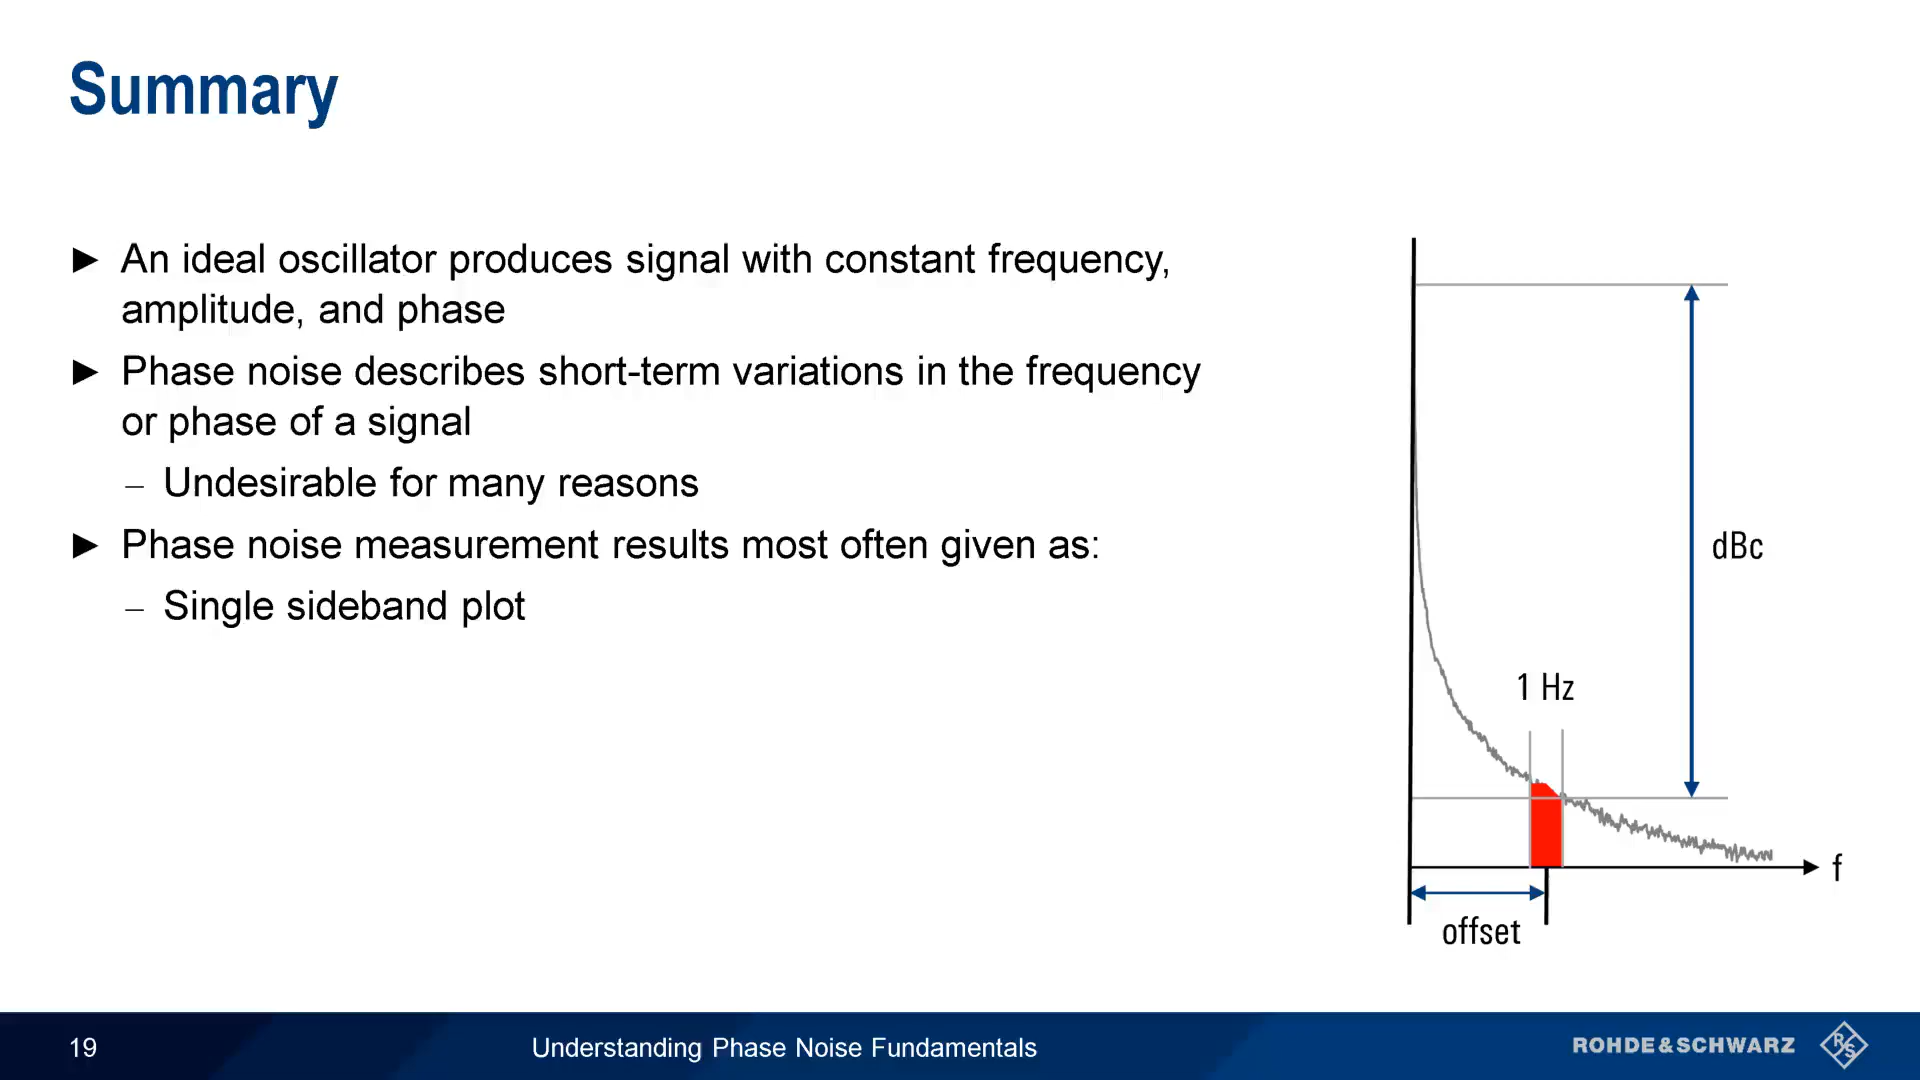 Summary
► An ideal oscillator produces signal with constant frequency,
amplitude, and phase
► Phase noise describes short-term variations in the frequency
or phase of a signal
– Undesirable for many reasons
► Phase noise measurement results most often given as:
– Single sideband plot
dBc
1 Hz
f
offset
19
Understanding Phase Noise Fundamentals
ROHDE&SCHWARZ
R&S